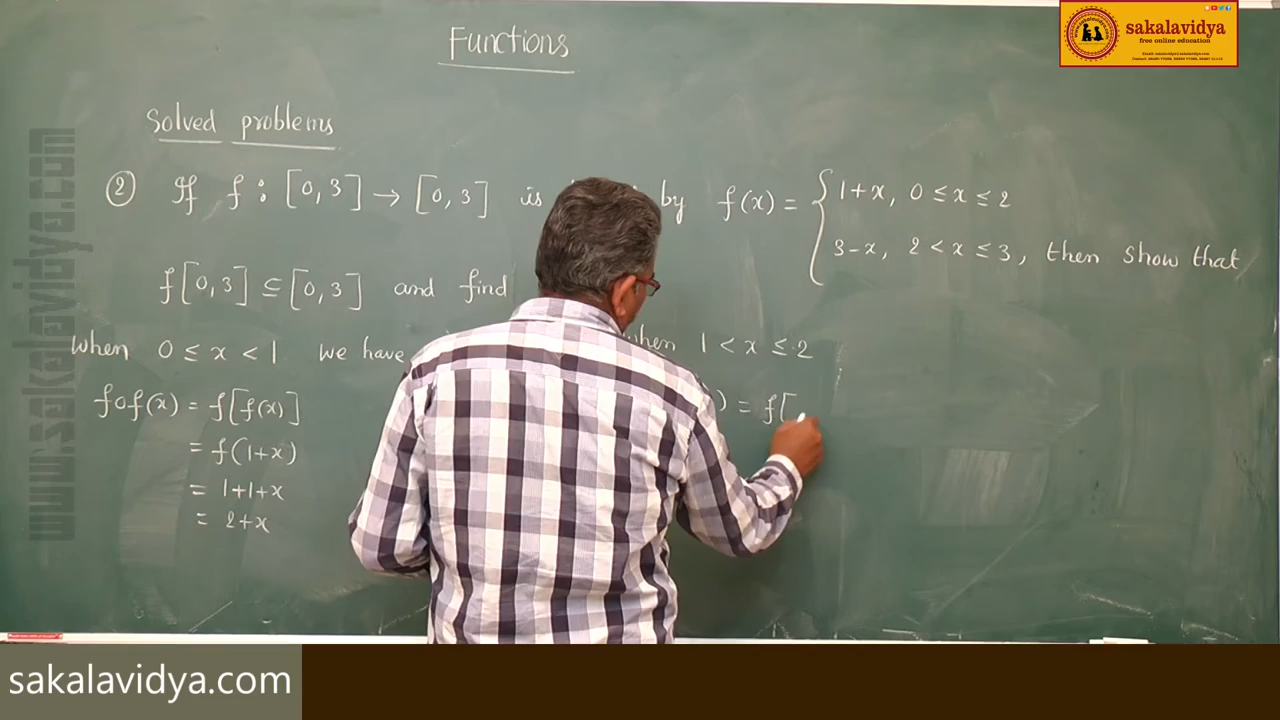 Functions
sakalavidya
free online education
Solved problems
② If f : [0, 3] → [0, 3] is by f(x) = { 1+x, 0 ≤ x ≤ 2
3-x, 2 < x ≤ 3, then show that
f[0, 3] ⊆ [0, 3] and find
When 0 ≤ x < 1 we have
when 1 < x ≤ 2
fof(x) = f[f(x)]
) = f[
= f(1+x)
= 1+1+x
= 2+x
www.sakalavidya.com
sakalavidya.com